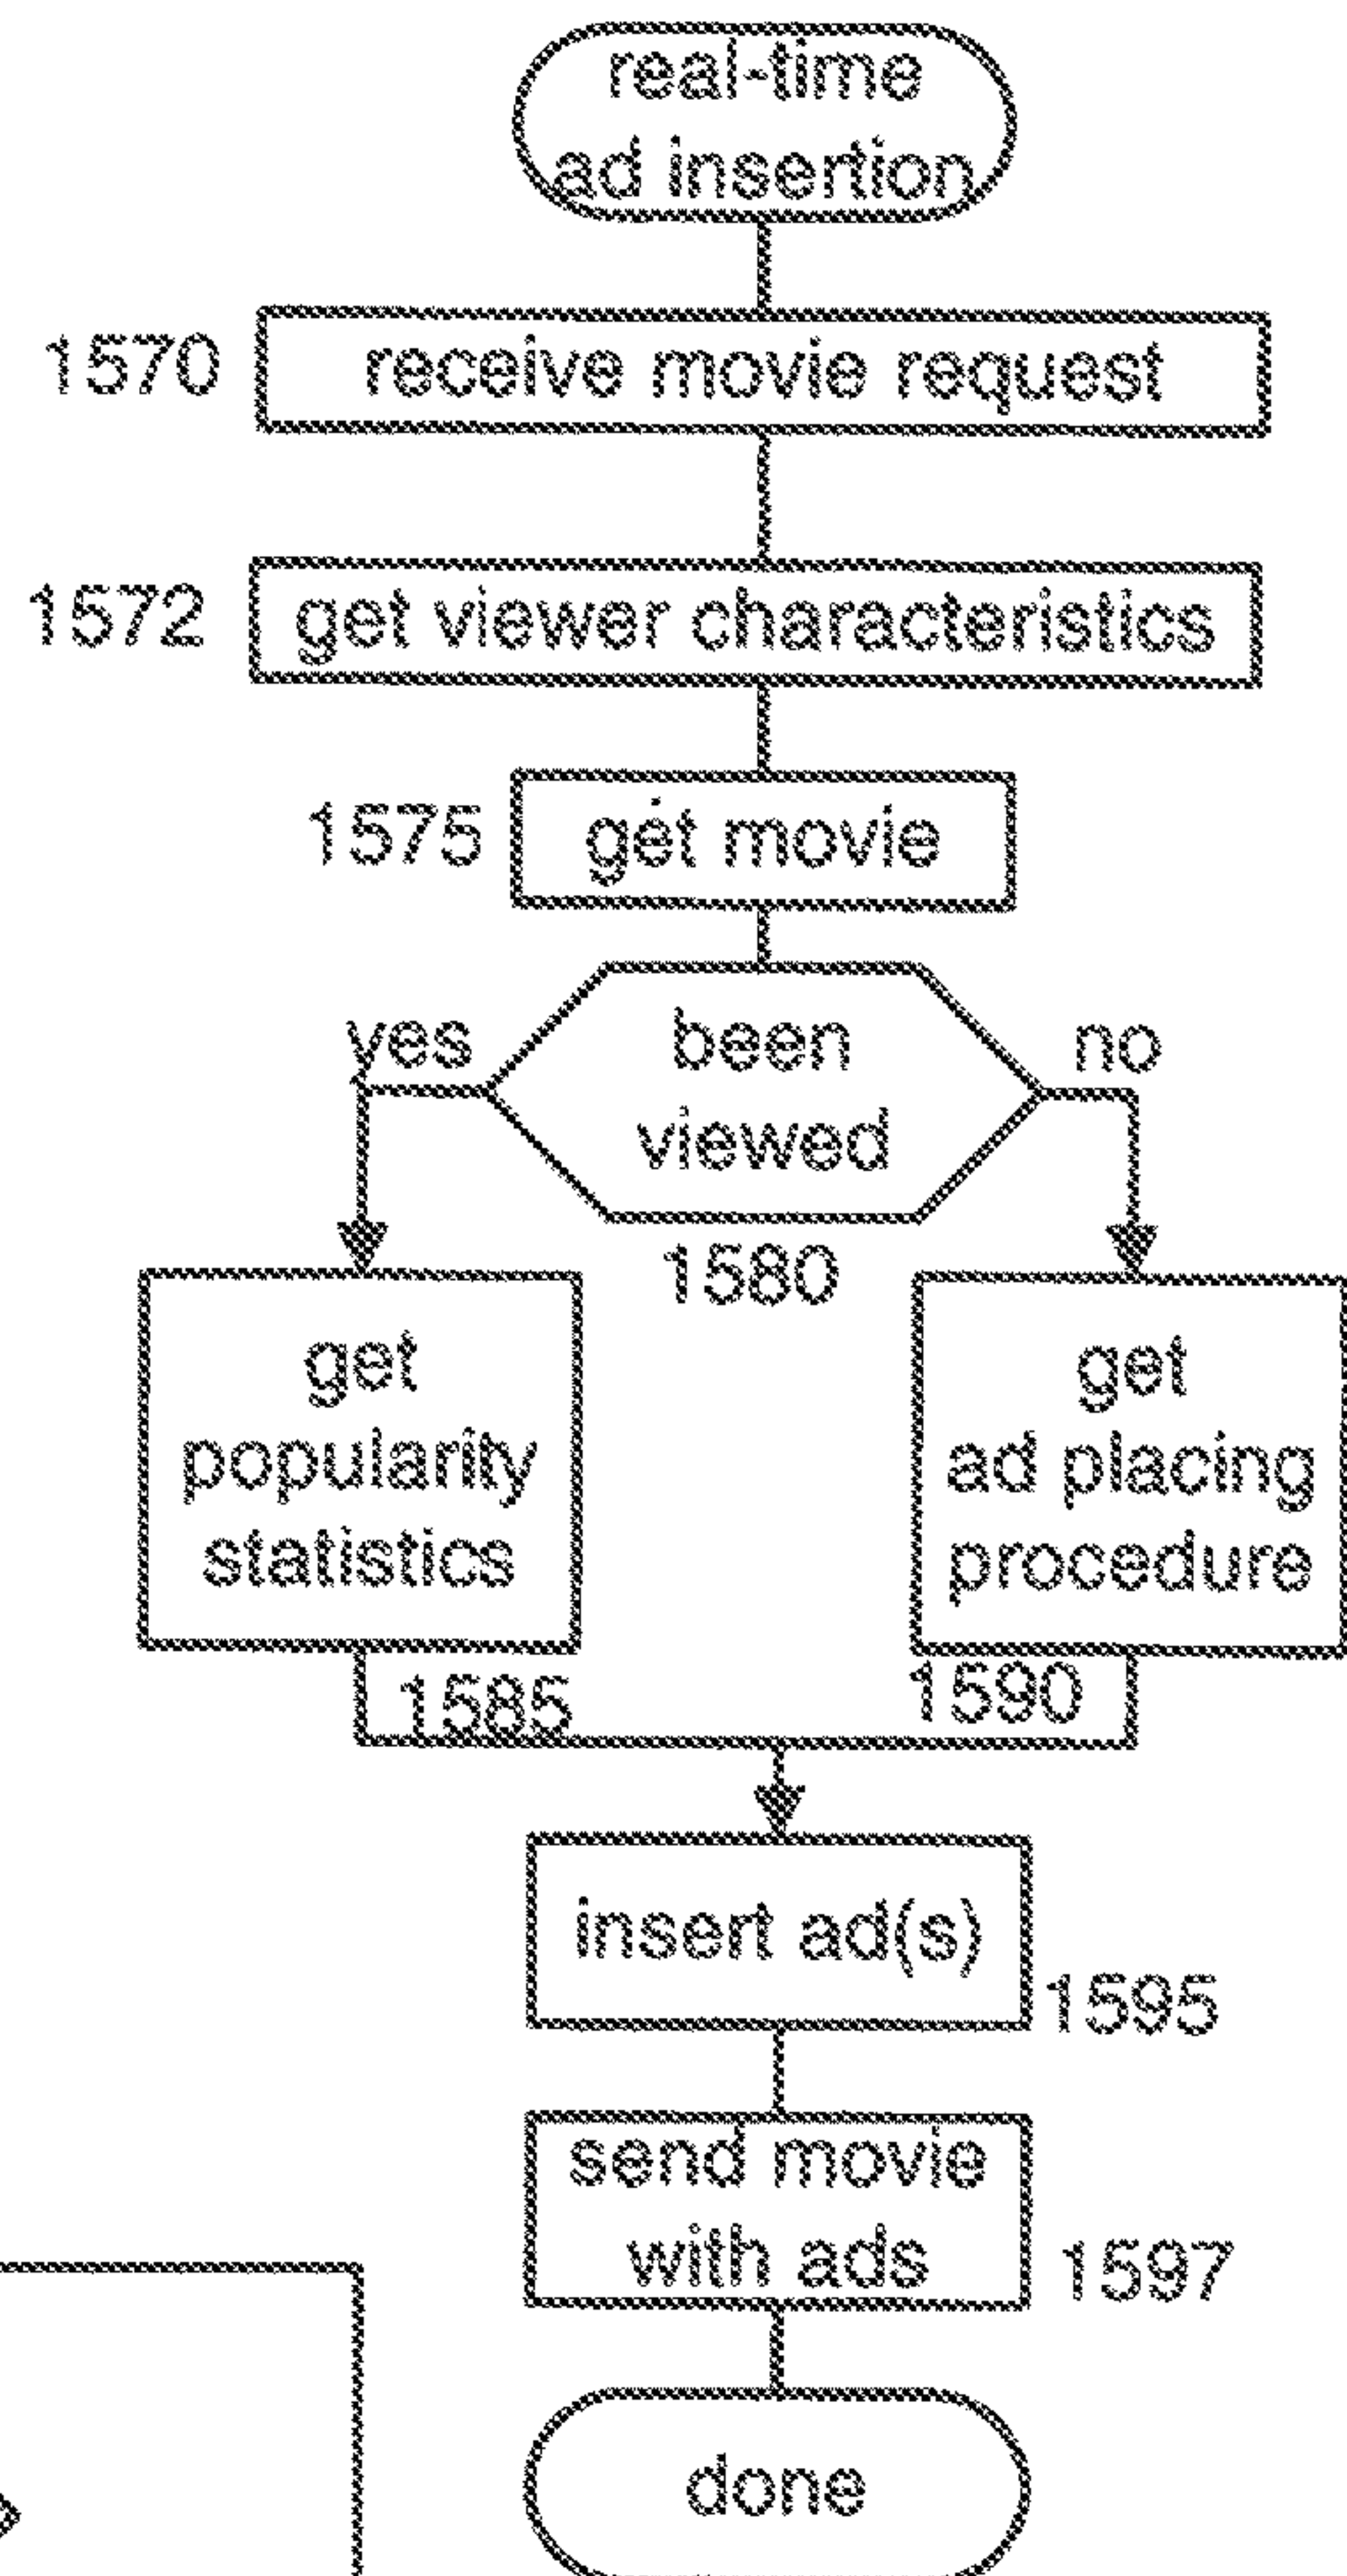 real-time
ad insertion
1570
receive movie request
1572
get viewer characteristics
1575
get movie
yes
been
viewed
no
1580
get
popularity
statistics
get
ad placing
procedure
1585
1590
insert ad(s)
1595
send movie
with ads
1597
done